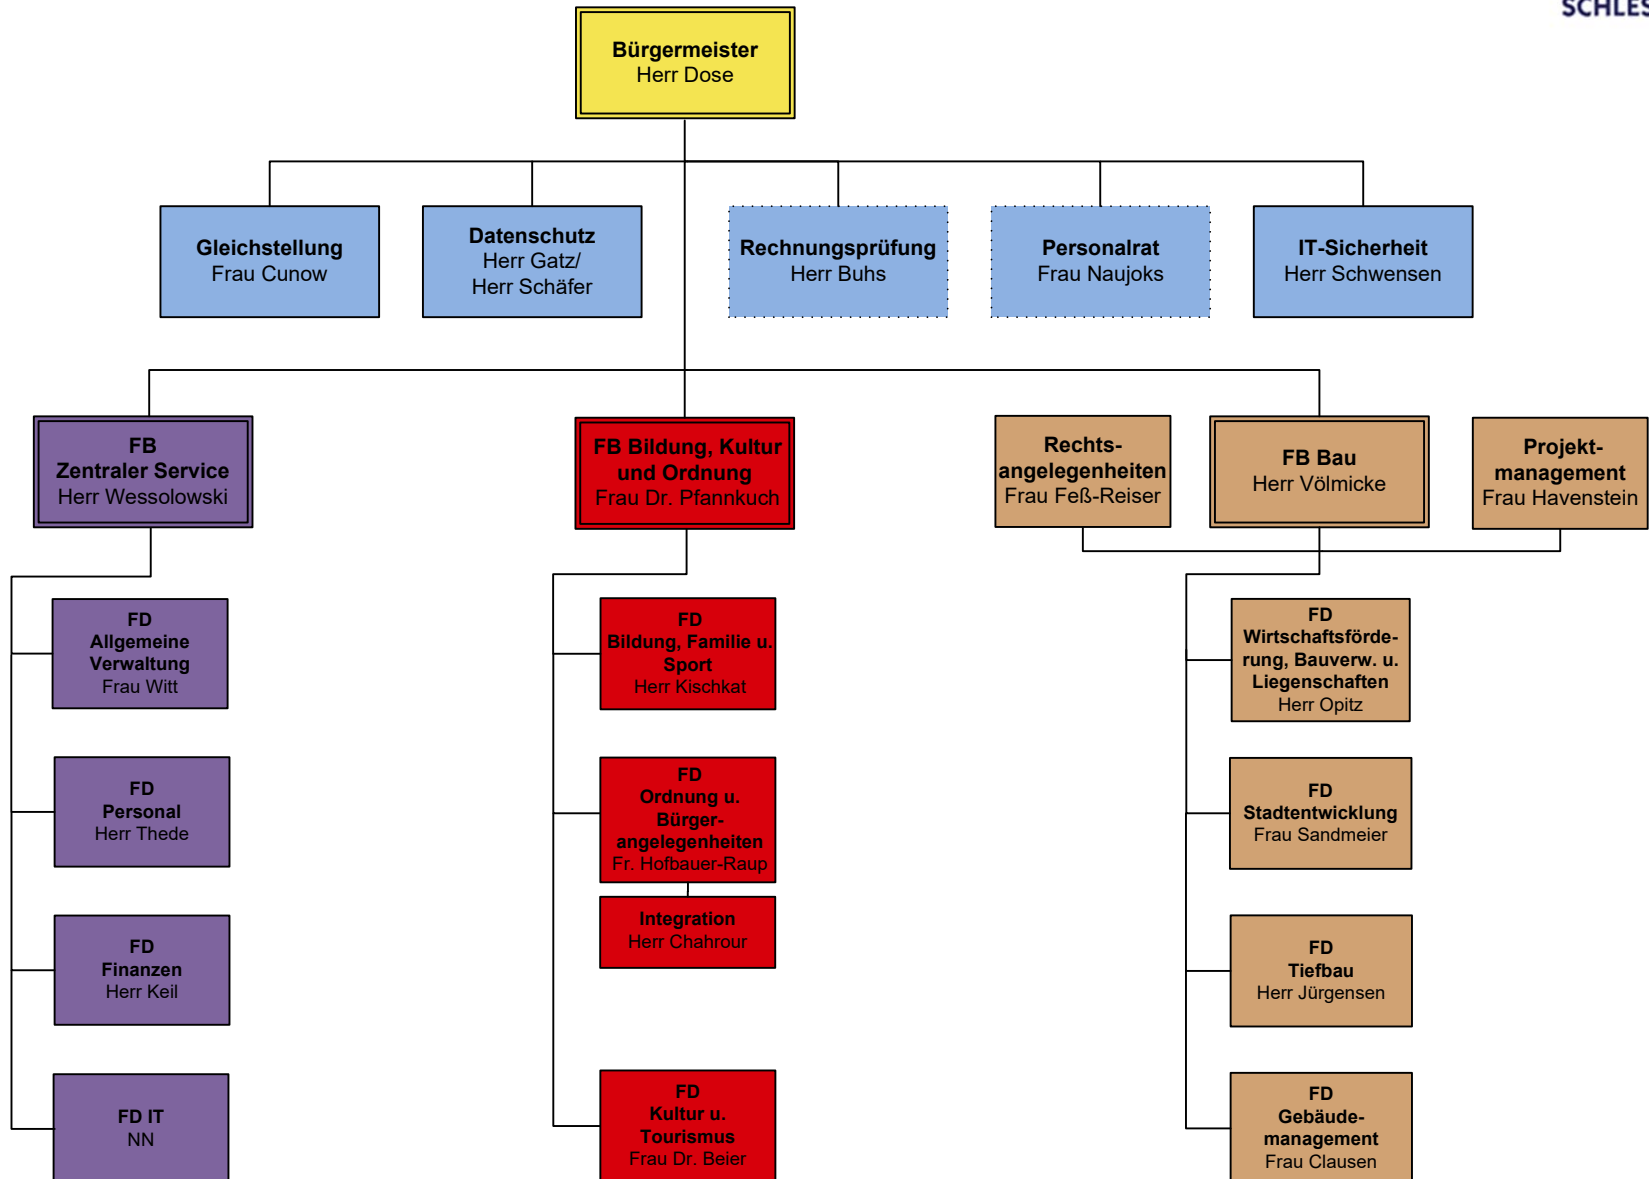 SCHLES
Bürgermeister
Herr Dose
Gleichstellung
Frau Cunow
Datenschutz
Herr Gatz/
Herr Schäfer
Rechnungsprüfung
Herr Buhs
Personalrat
Frau Naujoks
IT-Sicherheit
Herr Schwensen
FB
Zentraler Service
Herr Wessolowski
FB Bildung, Kultur
und Ordnung
Frau Dr. Pfannkuch
Rechts-
angelegenheiten
Frau Feß-Reiser
FB Bau
Herr Völmicke
Projekt-
management
Frau Havenstein
FD
Allgemeine
Verwaltung
Frau Witt
FD
Personal
Herr Thede
FD
Finanzen
Herr Keil
FD IT
NN
FD
Bildung, Familie u.
Sport
Herr Kischkat
FD
Ordnung u.
Bürger-
angelegenheiten
Fr. Hofbauer-Raup
Integration
Herr Chahrour
FD
Kultur u.
Tourismus
Frau Dr. Beier
FD
Wirtschaftsförde-
rung, Bauverw. u.
Liegenschaften
Herr Opitz
FD
Stadtentwicklung
Frau Sandmeier
FD
Tiefbau
Herr Jürgensen
FD
Gebäude-
management
Frau Clausen